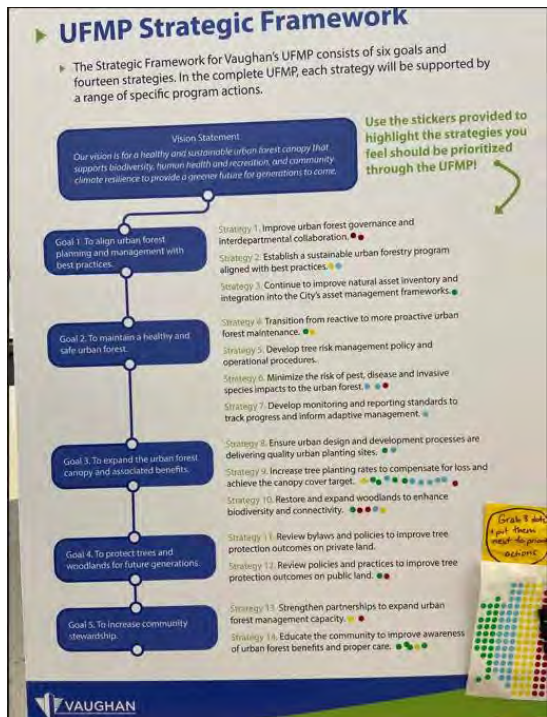 UFMP Strategic Framework
The Strategic Framework for Vaughan's UFMP consists of six goals and
fourteen strategies. In the complete UFMP, each strategy will be supported by
a range of specific program actions.
Vision Statement
Our vision is for a healthy and sustainable urban forest canopy that
supports biodiversity, human health and recreation, and community
climate resilience to provide a greener future for generations to come.
Use the stickers provided to
highlight the strategies you
feel should be prioritized
through the UFMP!
Goal 1. To align urban forest
planning and management with
best practices.
Strategy 1. Improve urban forest governance and
interdepartmental collaboration.
Strategy 2. Establish a sustainable urban forestry program
aligned with best practices.
Strategy 3. Continue to improve natural asset inventory and
integration into the City's asset management frameworks.
Goal 2. To maintain a healthy and
safe urban forest.
Strategy 4. Transition from reactive to more proactive urban
forest maintenance.
Strategy 5. Develop tree risk management policy and
operational procedures.
Strategy 6. Minimize the risk of pest, disease and invasive
species impacts to the urban forest.
Strategy 7. Develop monitoring and reporting standards to
track progress and inform adaptive management.
Goal 3. To expand the urban forest
canopy and associated benefits.
Strategy 8. Ensure urban design and development processes are
delivering quality urban planting sites.
Strategy 9. Increase tree planting rates to compensate for loss and
achieve the canopy cover target.
Strategy 10. Restore and expand woodlands to enhance
biodiversity and connectivity.
Goal 4. To protect trees and
woodlands for future generations.
Strategy 11. Review bylaws and policies to improve tree
protection outcomes on private land.
Strategy 12. Review policies and practices to improve tree
protection outcomes on public land.
Goal 5. To increase community
stewardship.
Strategy 13. Strengthen partnerships to expand urban
forest management capacity.
Strategy 14. Educate the community to improve awareness
of urban forest benefits and proper care.
Grab 3 dots
+ put them
next to
actions
VAUGHAN